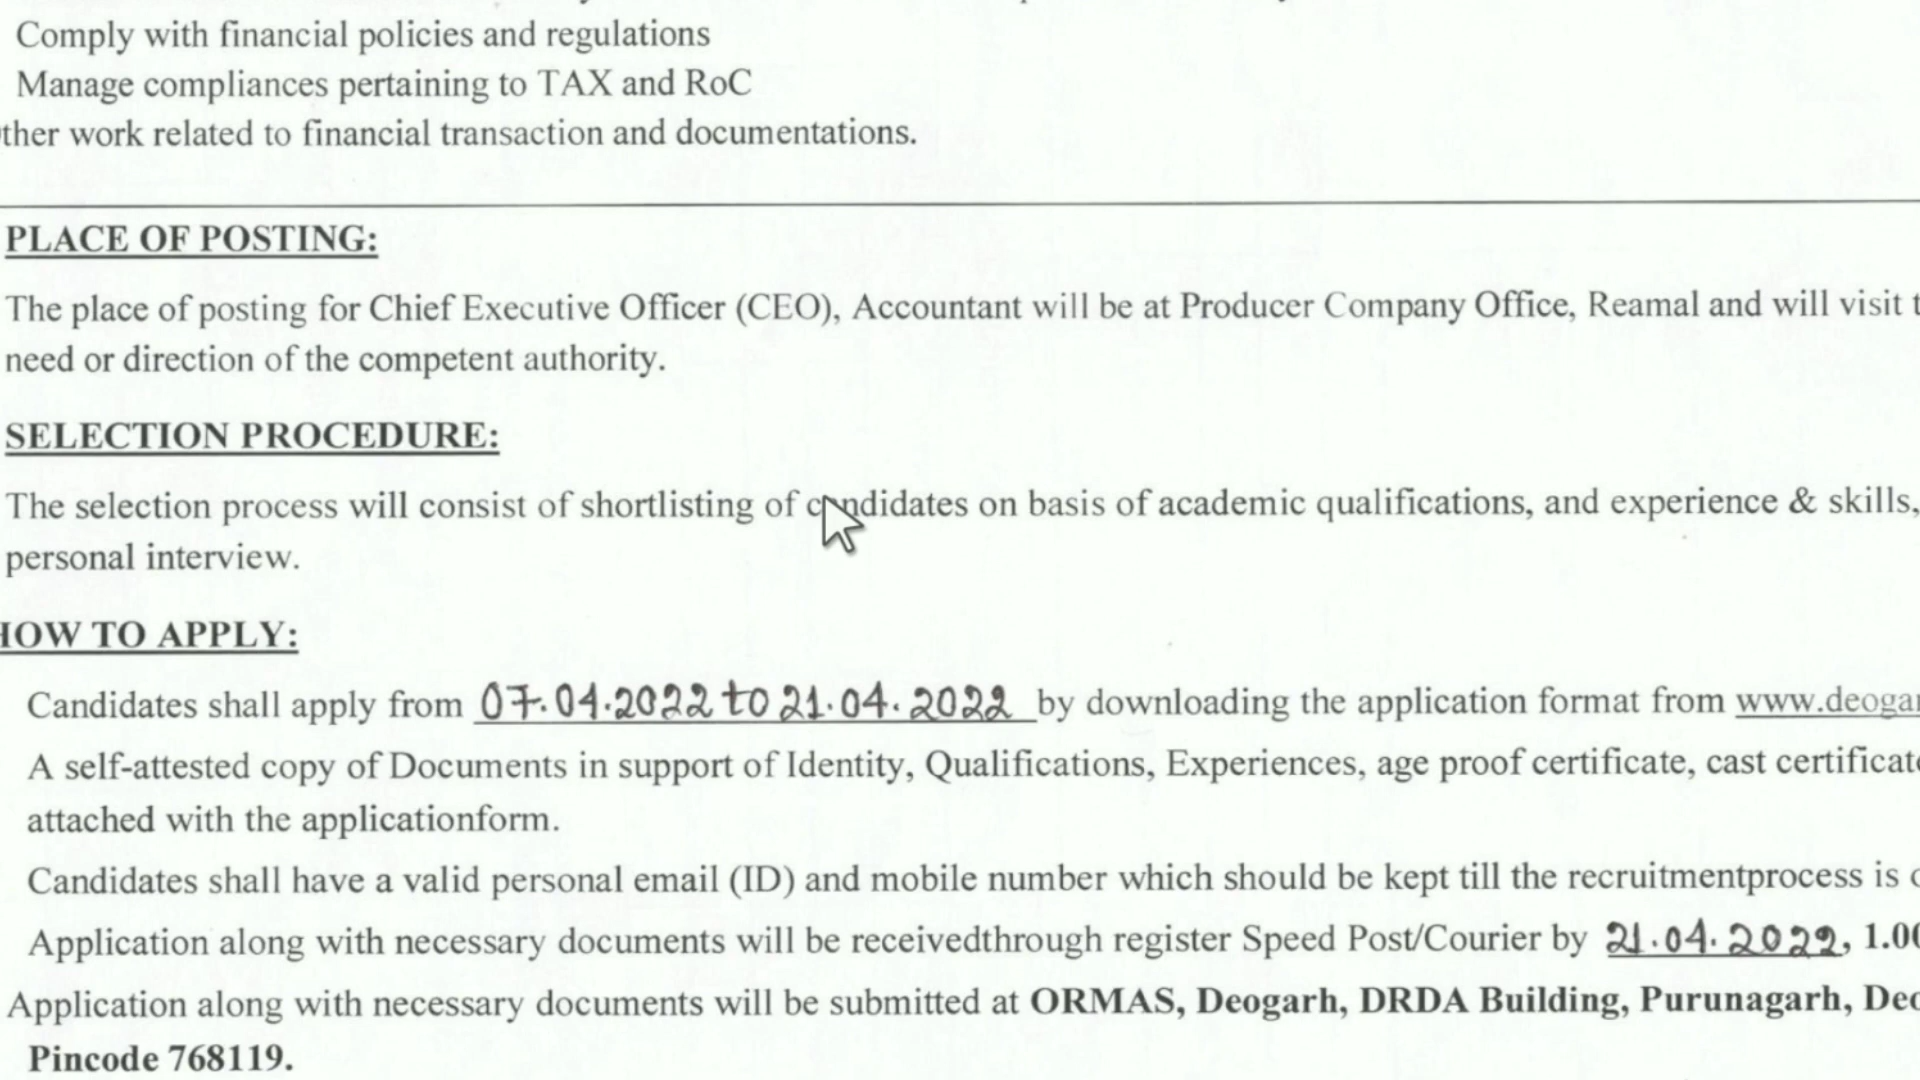 Comply with financial policies and regulations
Manage compliances pertaining to TAX and RoC
ther work related to financial transaction and documentations.
PLACE OF POSTING:
The place of posting for Chief Executive Officer (CEO), Accountant will be at Producer Company Office, Reamal and will visit t
need or direction of the competent authority.
SELECTION PROCEDURE:
The selection process will consist of shortlisting of candidates on basis of academic qualifications, and experience & skills,
personal interview.
HOW TO APPLY:
Candidates shall apply from 07.04.2022 to 21.04.2022 by downloading the application format from www.deogar
A self-attested copy of Documents in support of Identity, Qualifications, Experiences, age proof certificate, cast certificate
attached with the applicationform.
Candidates shall have a valid personal email (ID) and mobile number which should be kept till the recruitmentprocess is
Application along with necessary documents will be receivedthrough register Speed Post/Courier by 21.04.2022, 1.00
Application along with necessary documents will be submitted at ORMAS, Deogarh, DRDA Building, Purunagarh, Deo
Pincode 768119.